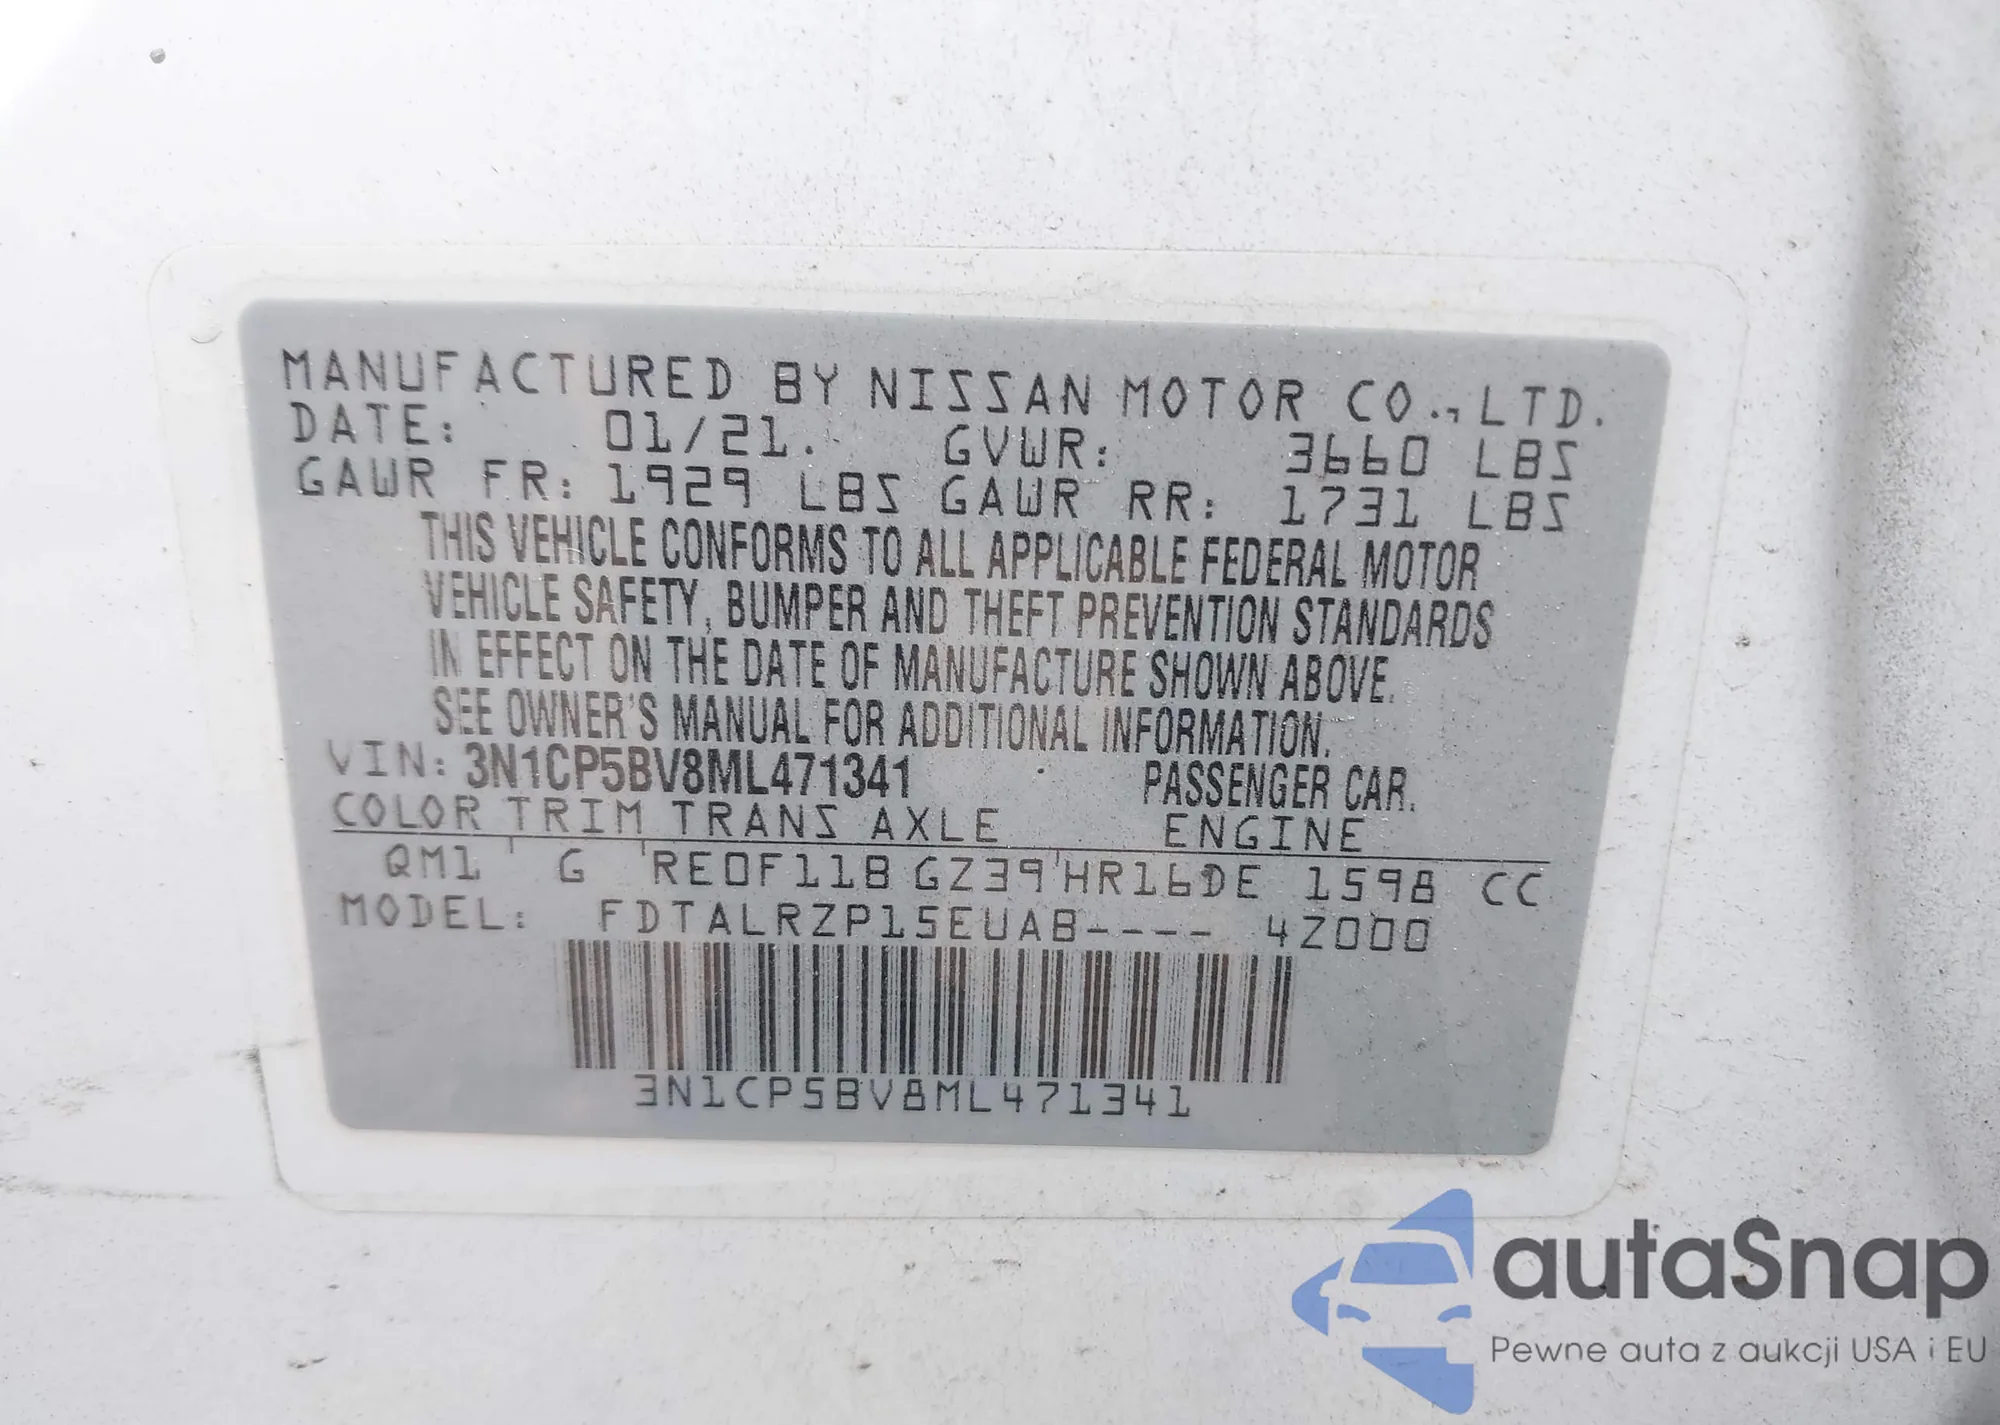 MANUFACTURED BY NISSAN MOTOR CO., LTD.
DATE: 01/21. GVWR: 3660 LBS
GAWR FR: 1929 LBS GAWR RR: 1731 LBS
THIS VEHICLE CONFORMS TO ALL APPLICABLE FEDERAL MOTOR
VEHICLE SAFETY, BUMPER AND THEFT PREVENTION STANDARDS
IN EFFECT ON THE DATE OF MANUFACTURE SHOWN ABOVE.
SEE OWNER'S MANUAL FOR ADDITIONAL INFORMATION.
VIN: 3N1CP5BV8ML471341 PASSENGER CAR.
COLOR TRIM TRANS AXLE ENGINE
QM1 G RE0F11B GZ39 HR16DE 1598 CC
MODEL: FDTALRZP15EUAB---- 4Z000
3N1CP5BV8ML471341
autaSnap
Pewne auta z aukcji USA i EU